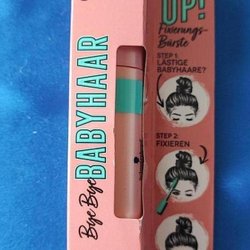 Bye Bye
BABYHAAR
UP!
Fixierungs-
Bürste
STEP 1:
LÄSTIGE
BABYHAARE?
STEP 2:
FIXIEREN